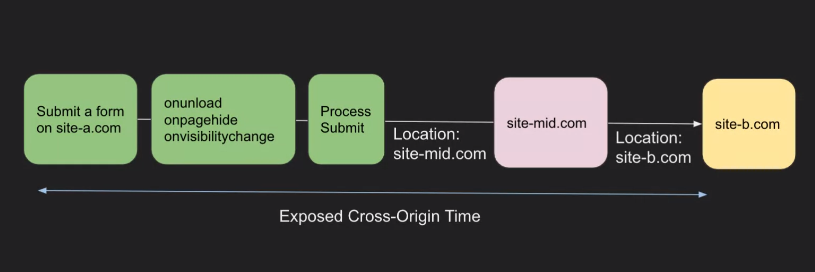 Submit a form
on site-a.com
onunload
onpagehide
onvisibilitychange
Process
Submit
Location:
site-mid.com
site-mid.com
Location:
site-b.com
site-b.com
Exposed Cross-Origin Time